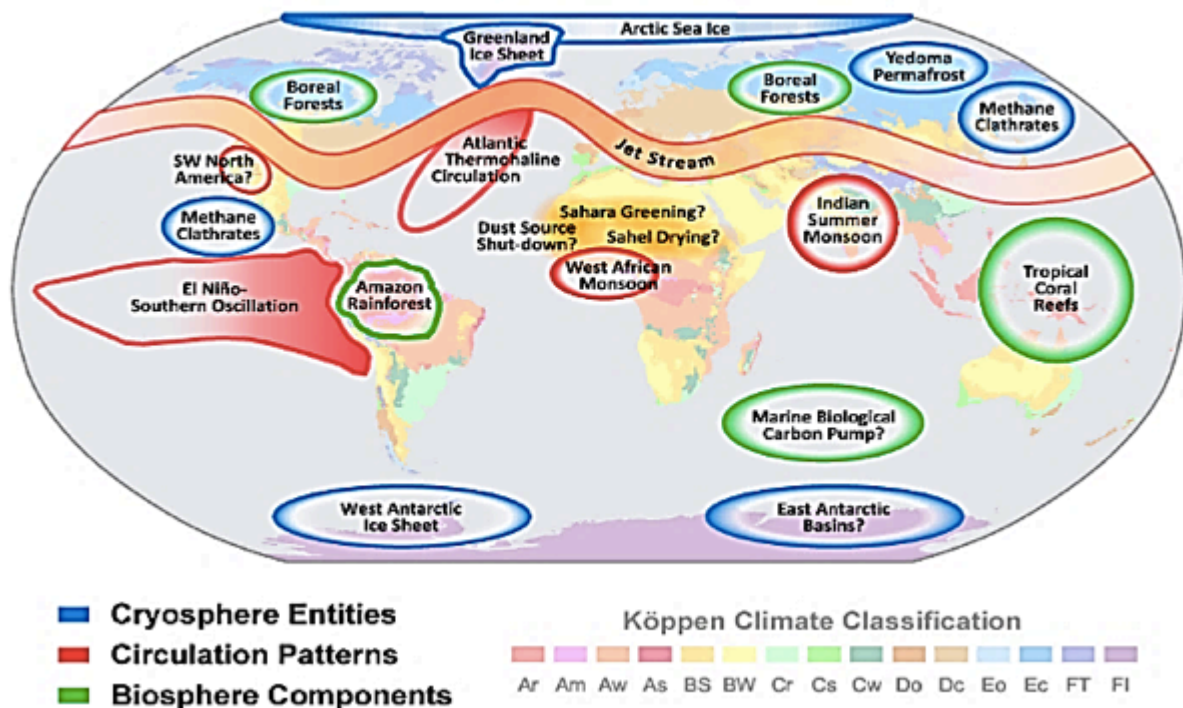 Arctic Sea Ice
Greenland
Ice Sheet
Yedoma
Permafrost
Boreal
Forests
Boreal
Forests
Methane
Clathrates
Atlantic
Thermohaline
Circulation
Jet Stream
SW North
America?
Methane
Clathrates
Sahara Greening?
Dust Source
Shut-down?
Sahel Drying?
Indian
Summer
Monsoon
West African
Monsoon
El Niño-
Southern Oscillation
Amazon
Rainforest
Tropical
Coral
Reefs
Marine Biological
Carbon Pump?
West Antarctic
Ice Sheet
East Antarctic
Basins?
Cryosphere Entities
Circulation Patterns
Biosphere Components
Köppen Climate Classification
Ar Am Aw As BS BW Cr Cs Cw Do Dc Eo Ec FT FI